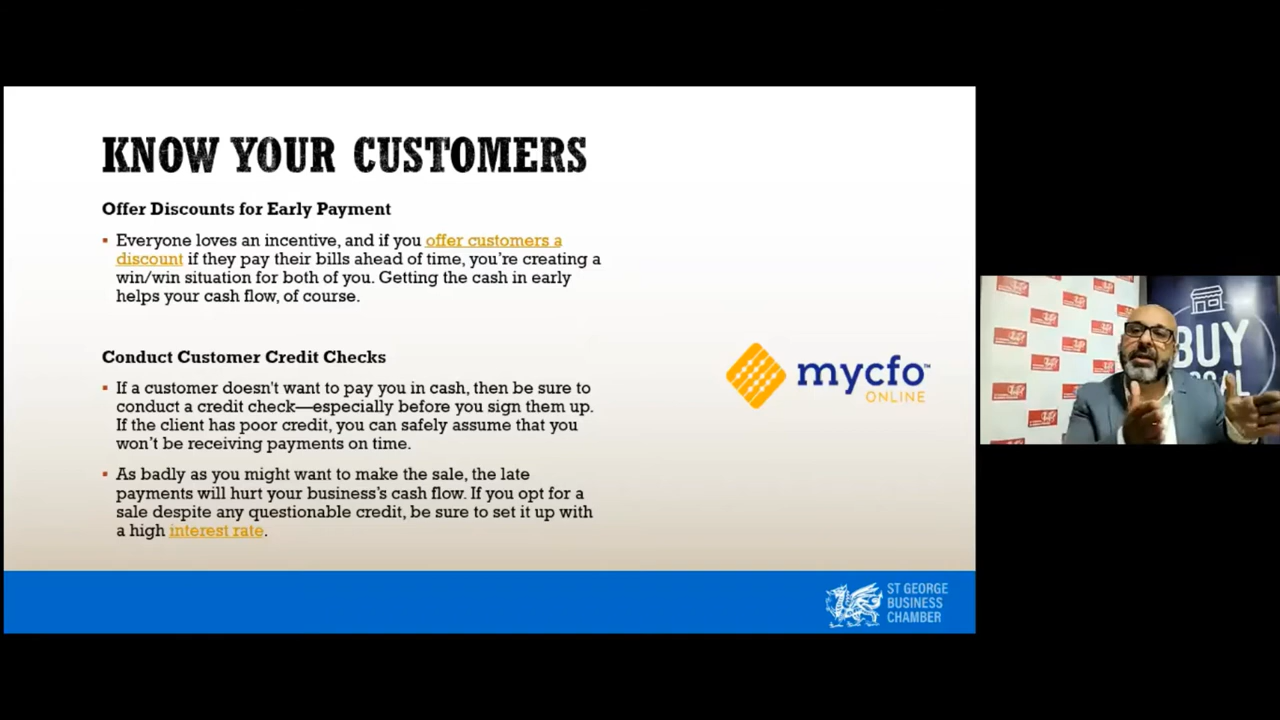 KNOW YOUR CUSTOMERS
Offer Discounts for Early Payment
▪ Everyone loves an incentive, and if you offer customers a
discount if they pay their bills ahead of time, you're creating a
win/win situation for both of you. Getting the cash in early
helps your cash flow, of course.
Conduct Customer Credit Checks
▪ If a customer doesn't want to pay you in cash, then be sure to
conduct a credit check—especially before you sign them up.
If the client has poor credit, you can safely assume that you
won't be receiving payments on time.
▪ As badly as you might want to make the sale, the late
payments will hurt your business's cash flow. If you opt for a
sale despite any questionable credit, be sure to set it up with
a high interest rate.
mycfo™
ONLINE
ST GEORGE
BUSINESS
CHAMBER
BUY